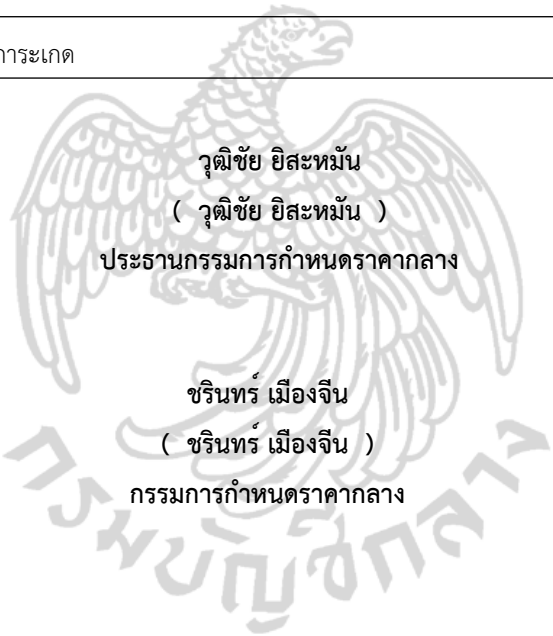 การะเกด
วุฒิชัย ยิสะหมัน
( วุฒิชัย ยิสะหมัน )
ประธานกรรมการกำหนดราคากลาง
ชรินทร์ เมืองจีน
( ชรินทร์ เมืองจีน )
กรรมการกำหนดราคากลาง
กรมบัญชีกลาง